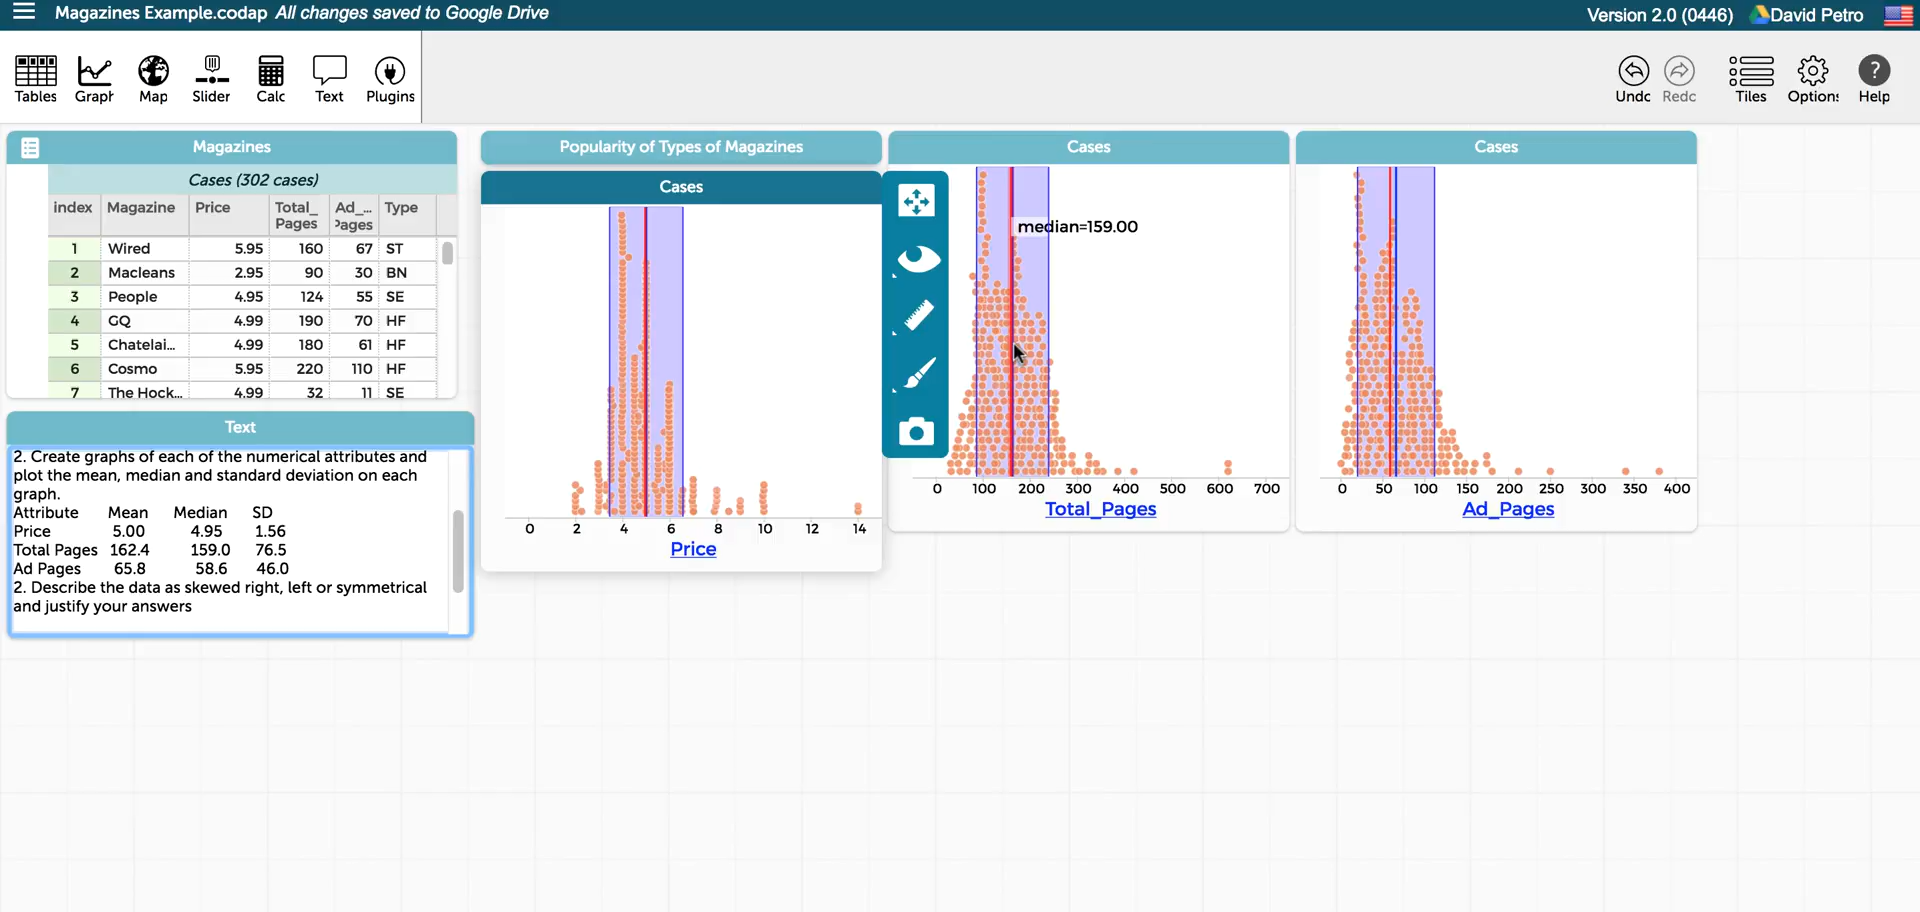 Magazines Example.codap All changes saved to Google Drive
Version 2.0 (0446) David Petro
Tables Graph Map Slider Calc Text Plugins
Undo Redo Tiles Options Help
Magazines
Cases (302 cases)
index Magazine Price Total_ Pages Ad_... Pages Type
1 Wired 5.95 160 67 ST
2 Macleans 2.95 90 30 BN
3 People 4.95 124 55 SE
4 GQ 4.99 190 70 HF
5 Chatelai... 4.99 180 61 HF
6 Cosmo 5.95 220 110 HF
7 The Hock... 4.99 32 11 SE
Text
2. Create graphs of each of the numerical attributes and
plot the mean, median and standard deviation on each
graph.
Attribute Mean Median SD
Price 5.00 4.95 1.56
Total Pages 162.4 159.0 76.5
Ad Pages 65.8 58.6 46.0
2. Describe the data as skewed right, left or symmetrical
and justify your answers
Popularity of Types of Magazines
Cases
0 2 4 6 8 10 12 14
Price
Cases
median=159.00
0 100 200 300 400 500 600 700
Total_Pages
Cases
0 50 100 150 200 250 300 350 400
Ad_Pages